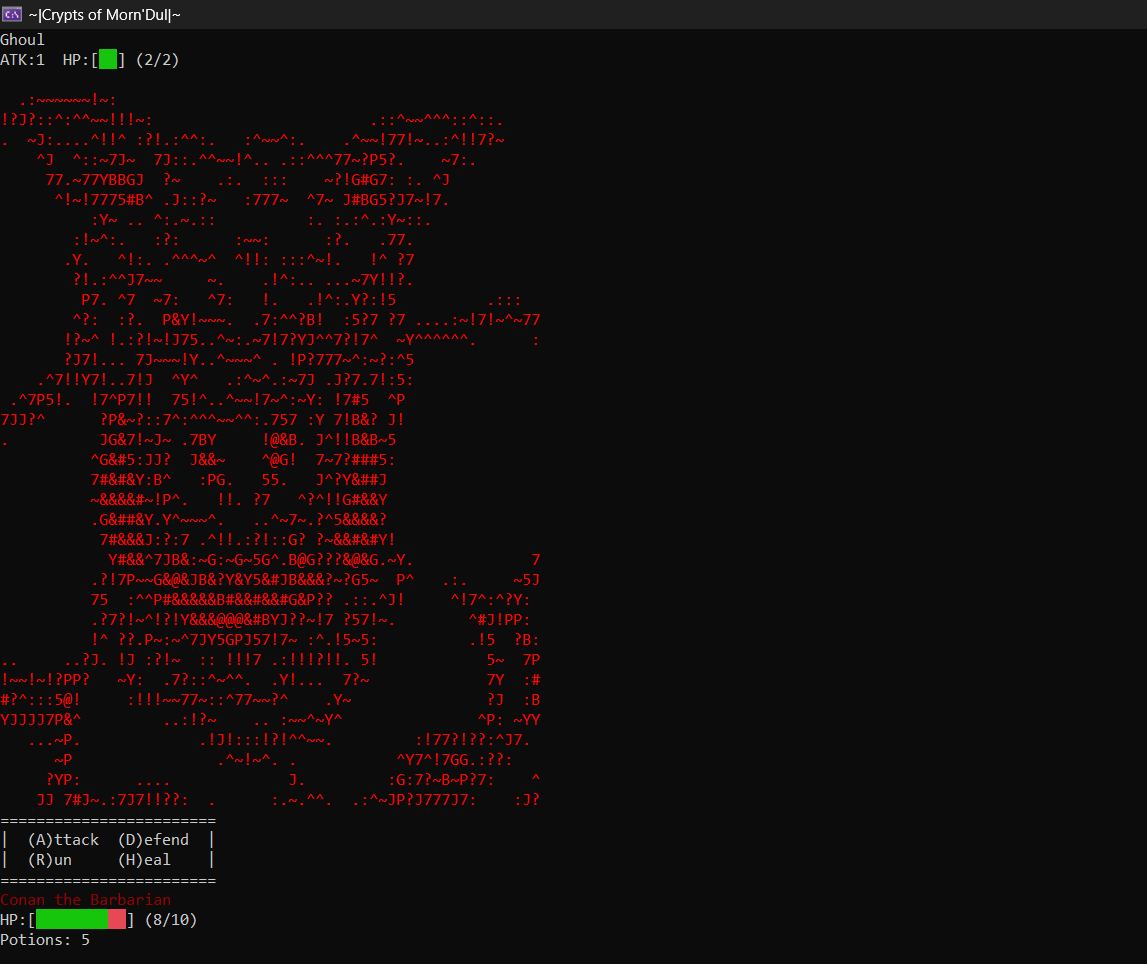 ~|Crypts of Morn'Dul|~
Ghoul
ATK:1 HP:[ ] (2/2)
========================
| (A)ttack (D)efend |
| (R)un (H)eal |
========================
Conan the Barbarian
HP:[ ] (8/10)
Potions: 5